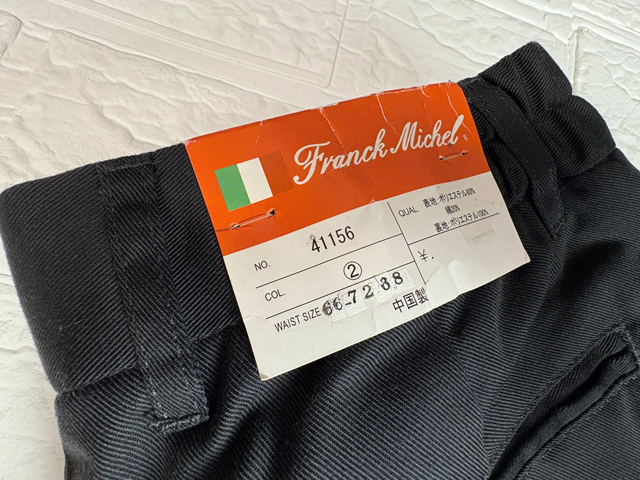 Franck Michel
NO. 41156
COL. ②
WAIST SIZE 66-72 88
QUAL. 表地:ポリエステル80%
綿20%
裏地:ポリエステル100%
¥.
中国製